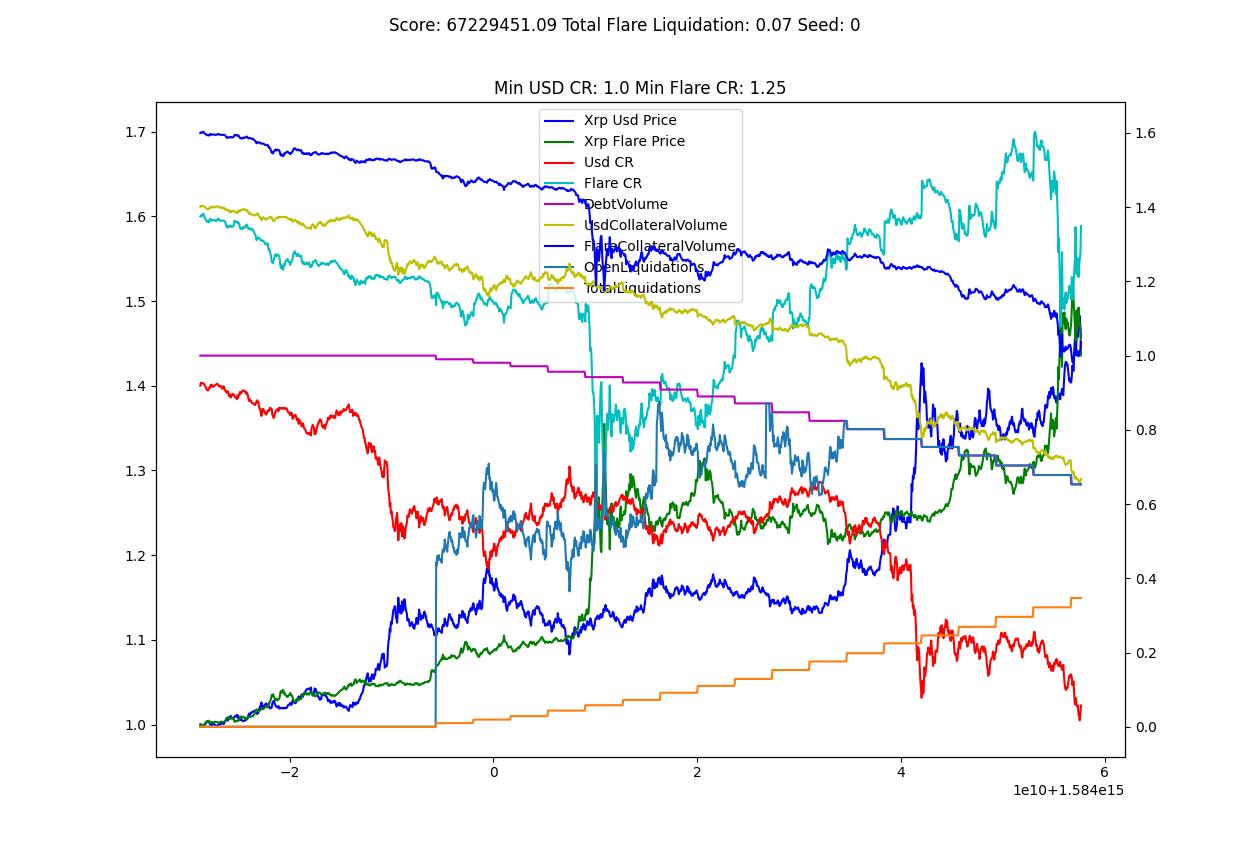 Score: 67229451.09 Total Flare Liquidation: 0.07 Seed: 0
Min USD CR: 1.0 Min Flare CR: 1.25
Xrp Usd Price
Xrp Flare Price
Usd CR
Flare CR
DebtVolume
UsdCollateralVolume
FlareCollateralVolume
OpenLiquidations
TotalLiquidations
1.7
1.6
1.5
1.4
1.3
1.2
1.1
1.0
1.6
1.4
1.2
1.0
0.8
0.6
0.4
0.2
0.0
−2
0
2
4
6
1e10+1.584e15